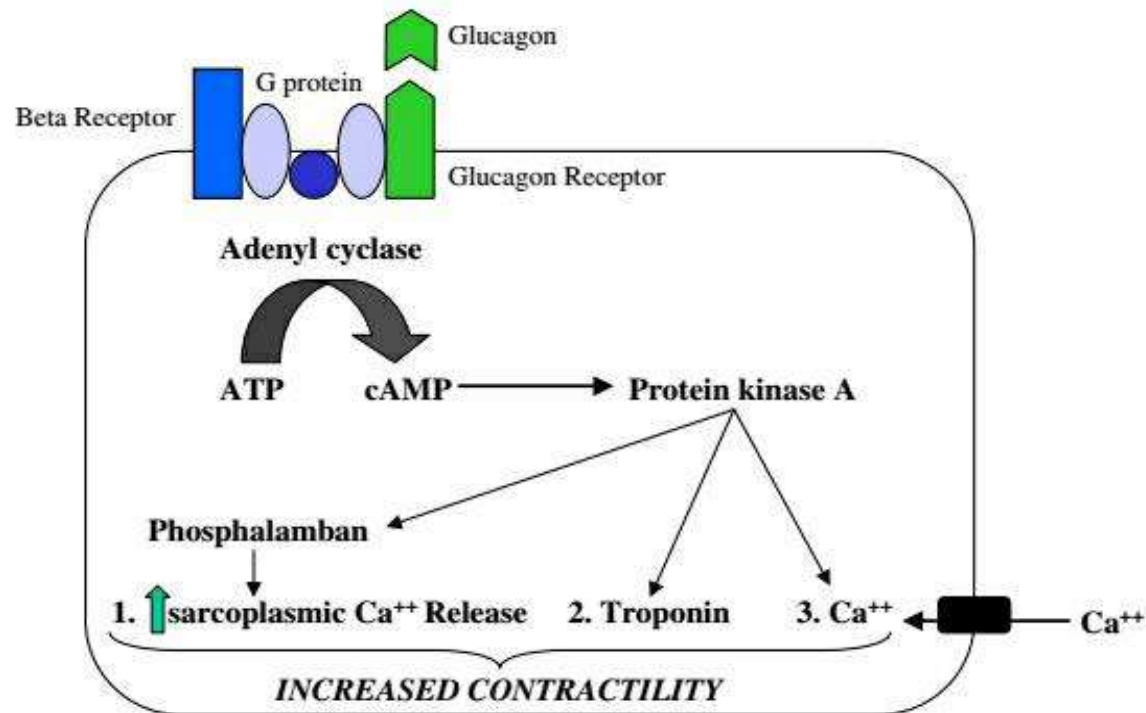 Glucagon
G protein
Beta Receptor
Glucagon Receptor
Adenyl cyclase
ATP
cAMP
Protein kinase A
Phosphalamban
1. sarcoplasmic Ca⁺⁺ Release
2. Troponin
3. Ca⁺⁺
Ca⁺⁺
INCREASED CONTRACTILITY